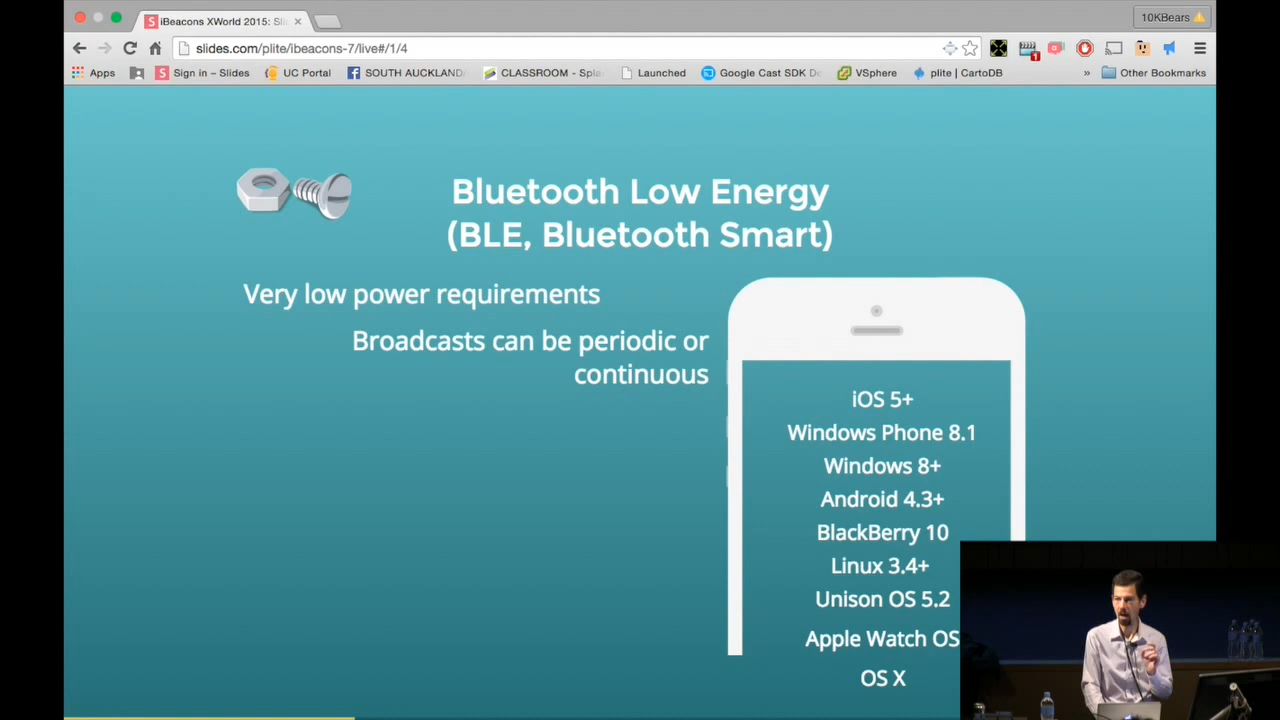 iBeacons XWorld 2015: Sli
10KBears
slides.com/plite/ibeacons-7/live#/1/4
1
Apps
Sign in – Slides
UC Portal
SOUTH AUCKLAND
CLASSROOM - Spla
Launched
Google Cast SDK De
VSphere
plite | CartoDB
»
Other Bookmarks
Bluetooth Low Energy
(BLE, Bluetooth Smart)
Very low power requirements
Broadcasts can be periodic or
continuous
iOS 5+
Windows Phone 8.1
Windows 8+
Android 4.3+
BlackBerry 10
Linux 3.4+
Unison OS 5.2
Apple Watch OS
OS X